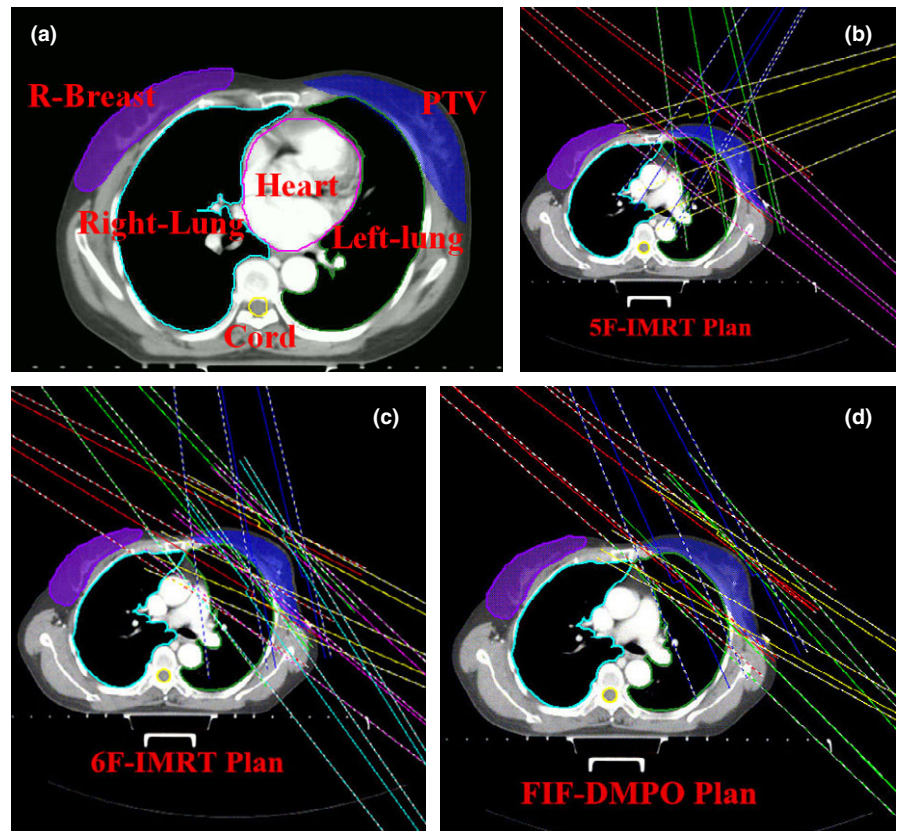 (a)
R-Breast
PTV
Heart
Right-Lung
Left-lung
Cord
(b)
5F-IMRT Plan
(c)
6F-IMRT Plan
(d)
FIF-DMPO Plan